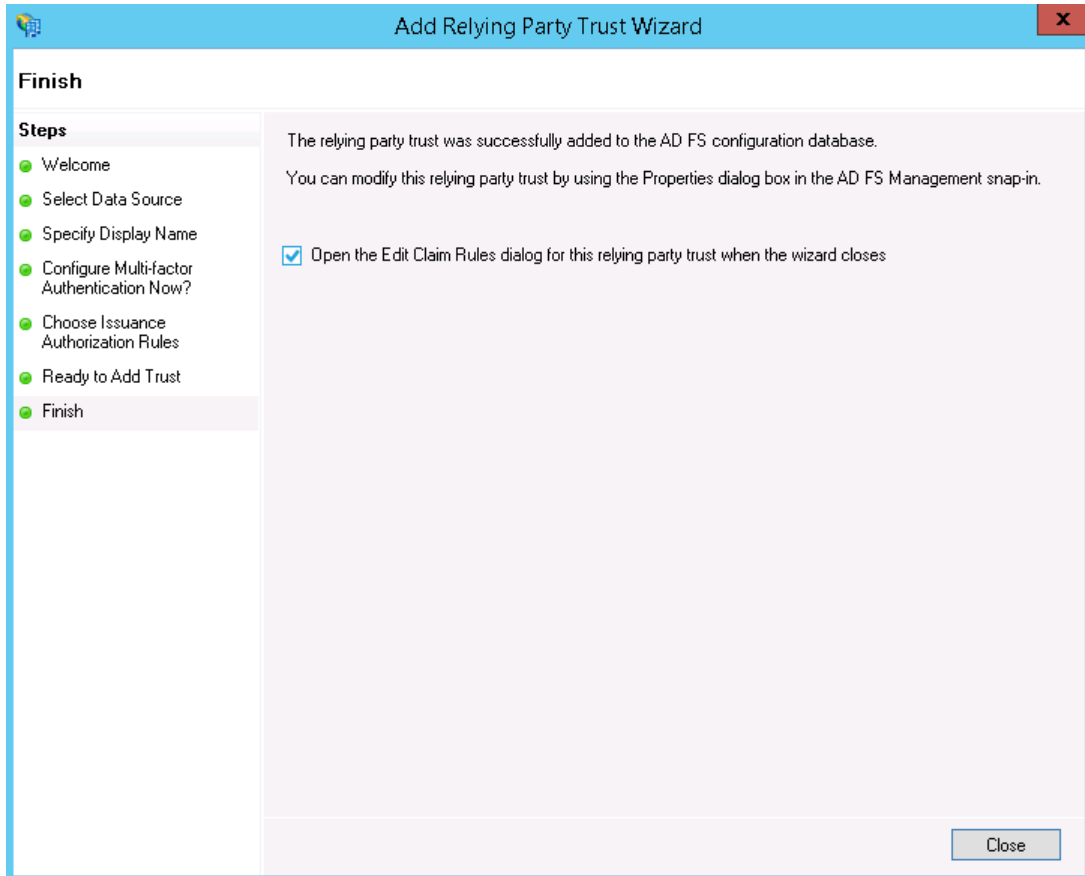 Add Relying Party Trust Wizard
x
Finish
Steps
Welcome
Select Data Source
Specify Display Name
Configure Multi-factor
Authentication Now?
Choose Issuance
Authorization Rules
Ready to Add Trust
Finish
The relying party trust was successfully added to the AD FS configuration database.
You can modify this relying party trust by using the Properties dialog box in the AD FS Management snap-in.
Open the Edit Claim Rules dialog for this relying party trust when the wizard closes
Close